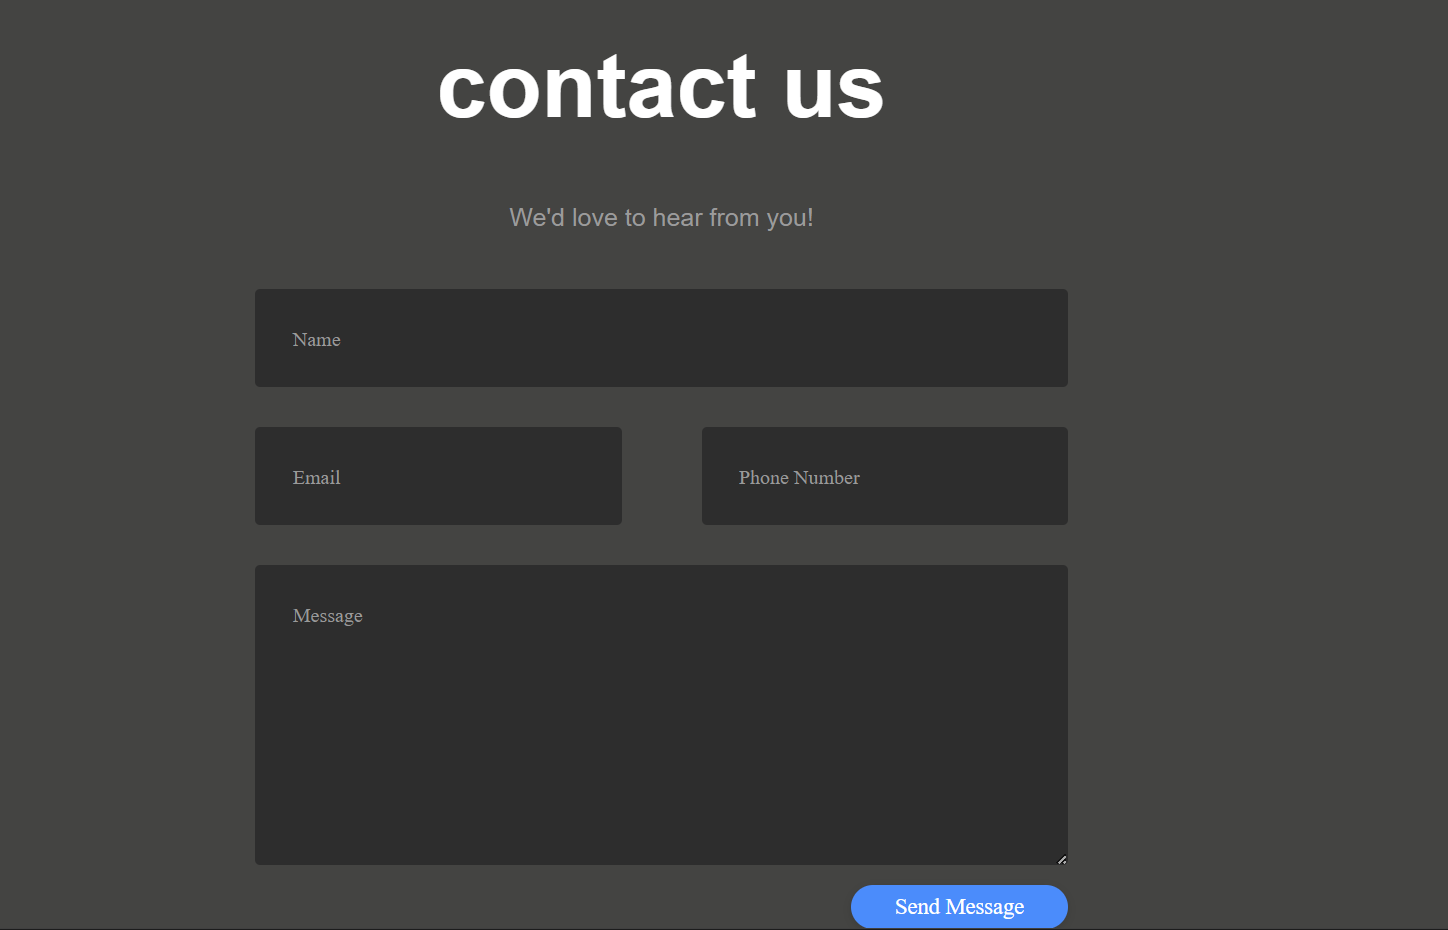 contact us
We'd love to hear from you!
Name
Email
Phone Number
Message
Send Message